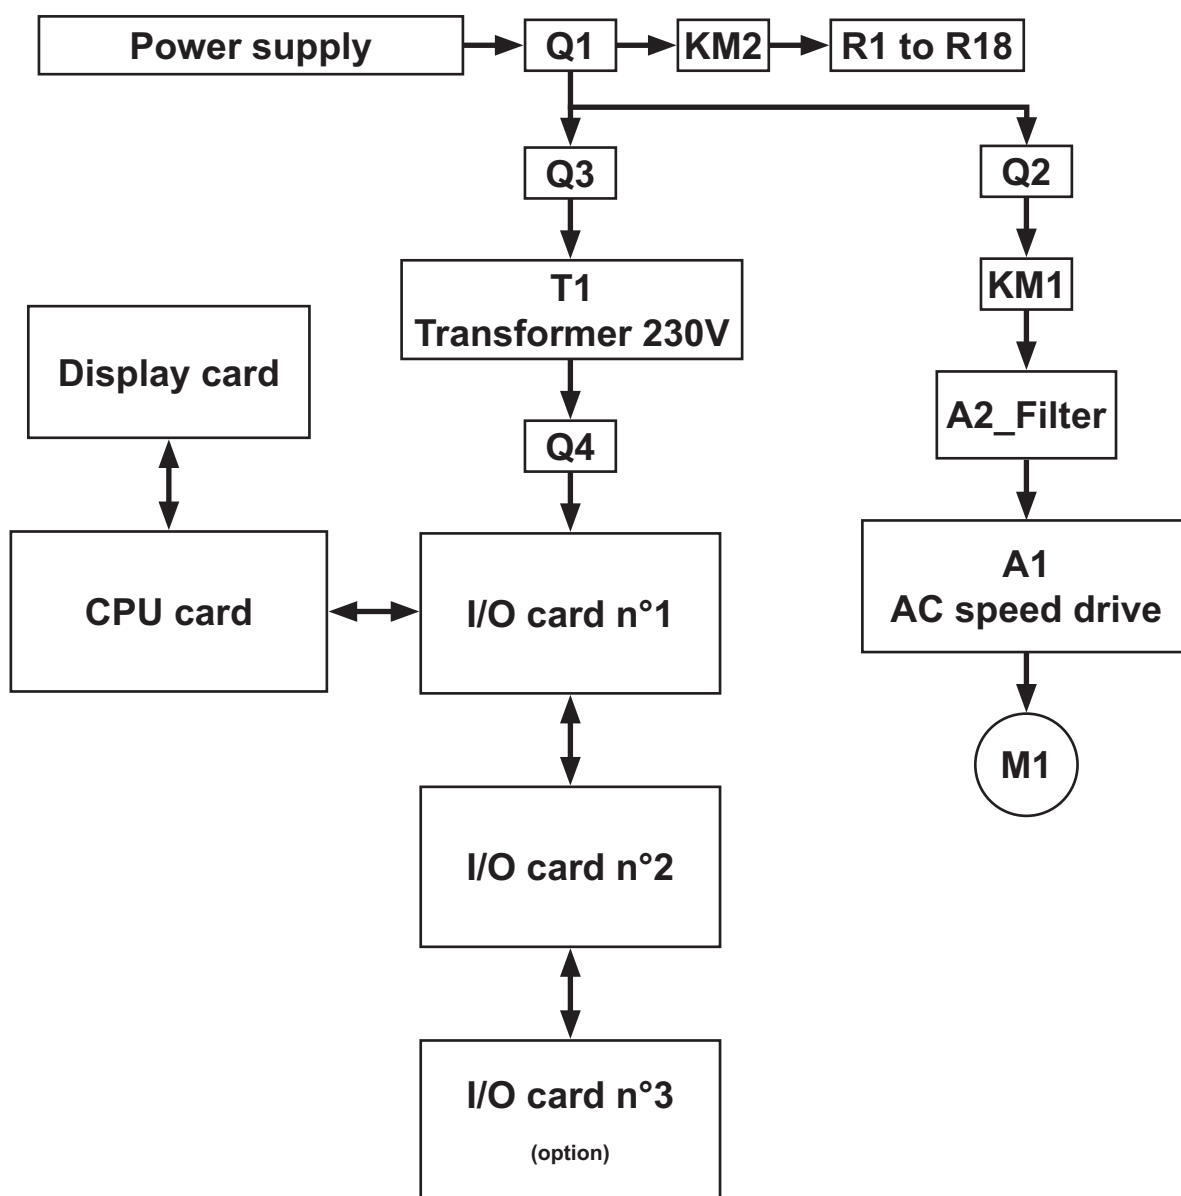 Power supply
Q1
KM2
R1 to R18
Q3
Q2
T1
Transformer 230V
KM1
Display card
A2_Filter
Q4
CPU card
I/O card n°1
A1
AC speed drive
M1
I/O card n°2
I/O card n°3
(option)